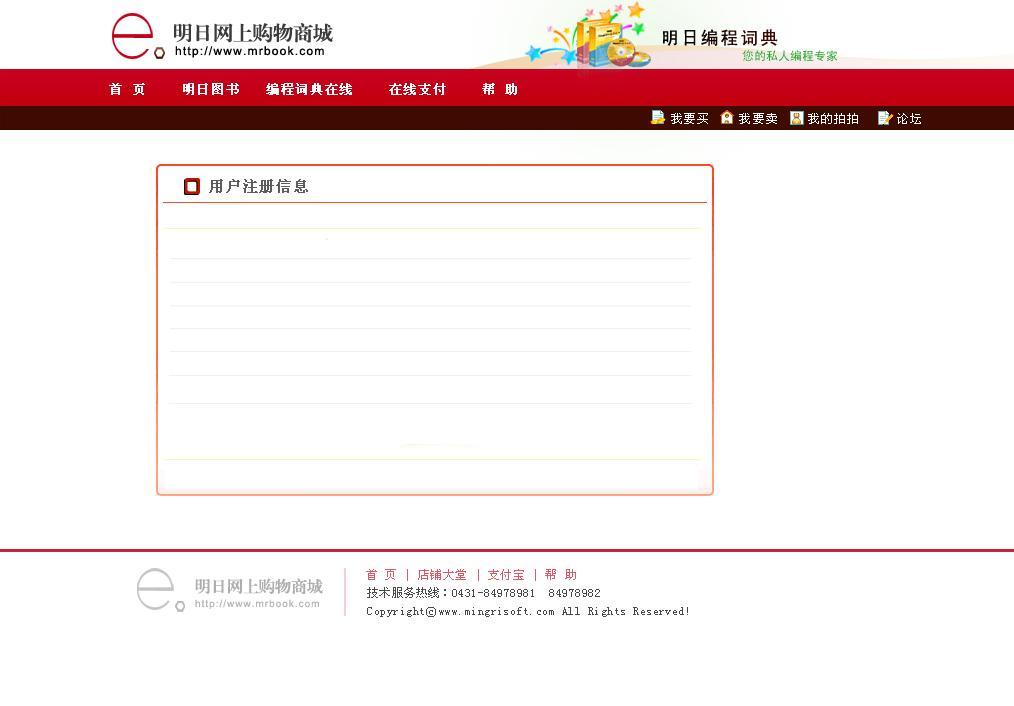 明日网上购物商城
http://www.mrbook.com
明日编程词典
您的私人编程专家
首 页 明日图书 编程词典在线 在线支付 帮 助
我要买 我要卖 我的拍拍 论坛
用户注册信息
明日网上购物商城
http://www.mrbook.com
首 页 | 店铺大堂 | 支付宝 | 帮 助
技术服务热线：0431-84978981 84978982
Copyright©www.mingrisoft.com All Rights Reserved!